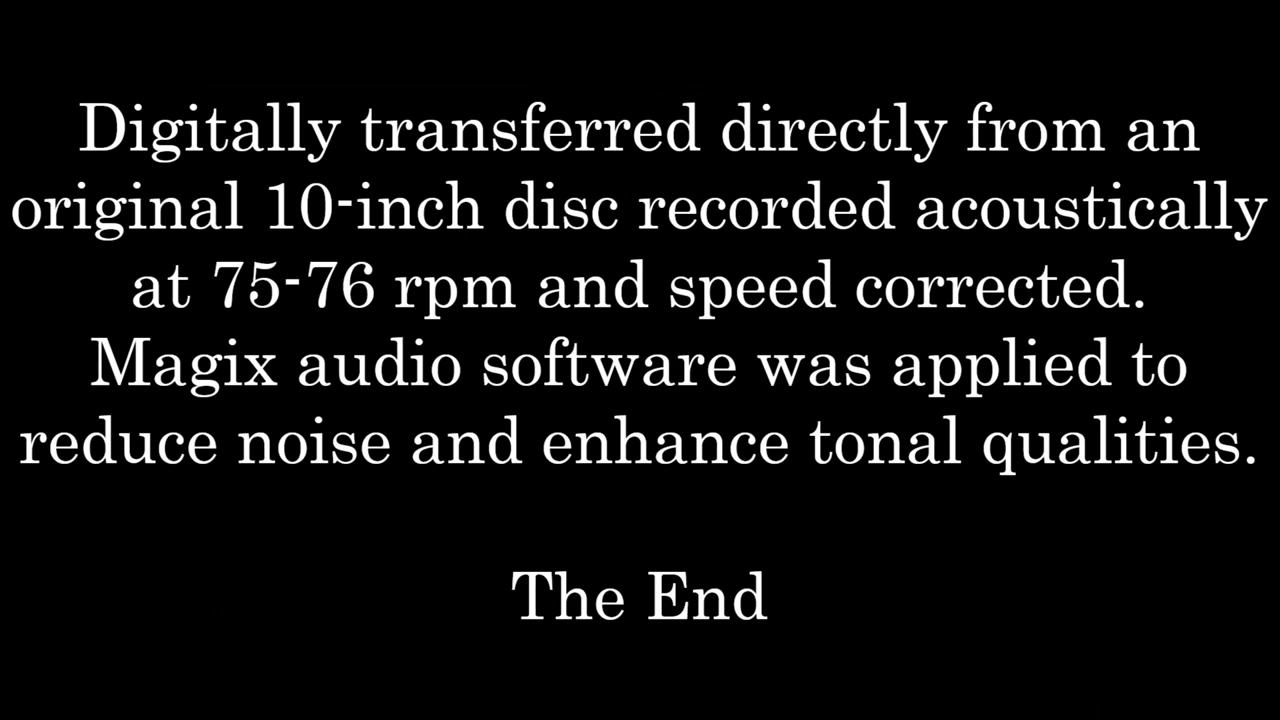 Digitally transferred directly from an
original 10-inch disc recorded acoustically
at 75-76 rpm and speed corrected.
Magix audio software was applied to
reduce noise and enhance tonal qualities.
The End